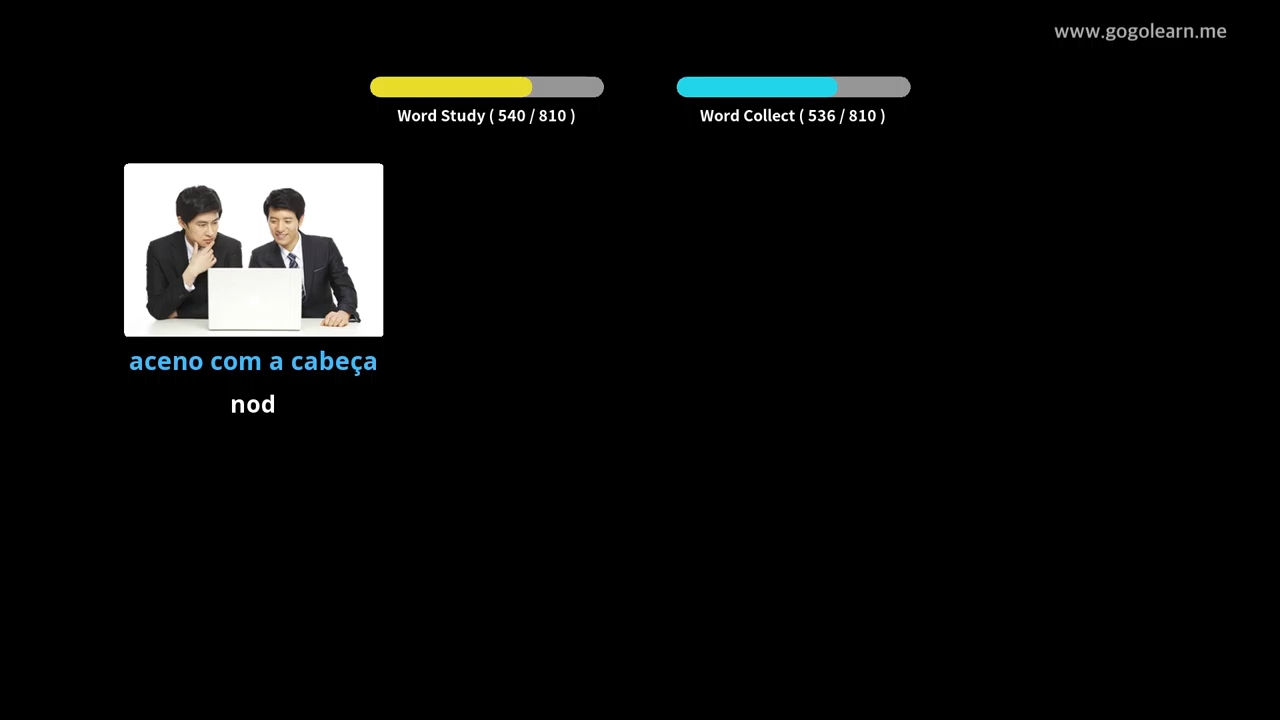 www.gogolearn.me
Word Study ( 540 / 810 )
Word Collect ( 536 / 810 )
aceno com a cabeça
nod